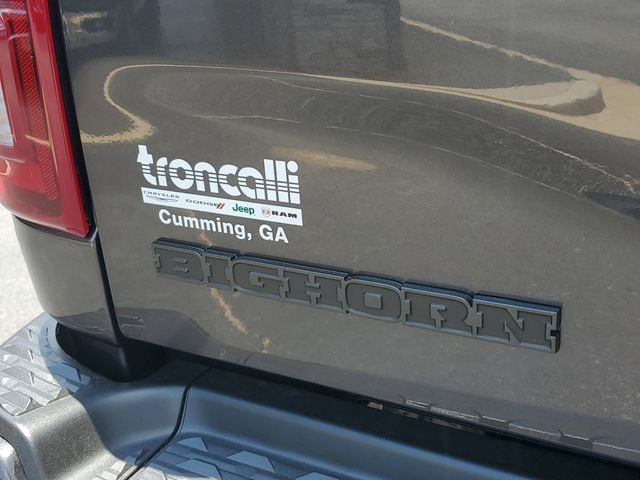 troncalli
CHRYSLER DODGE Jeep RAM
Cumming, GA
BIGHORN